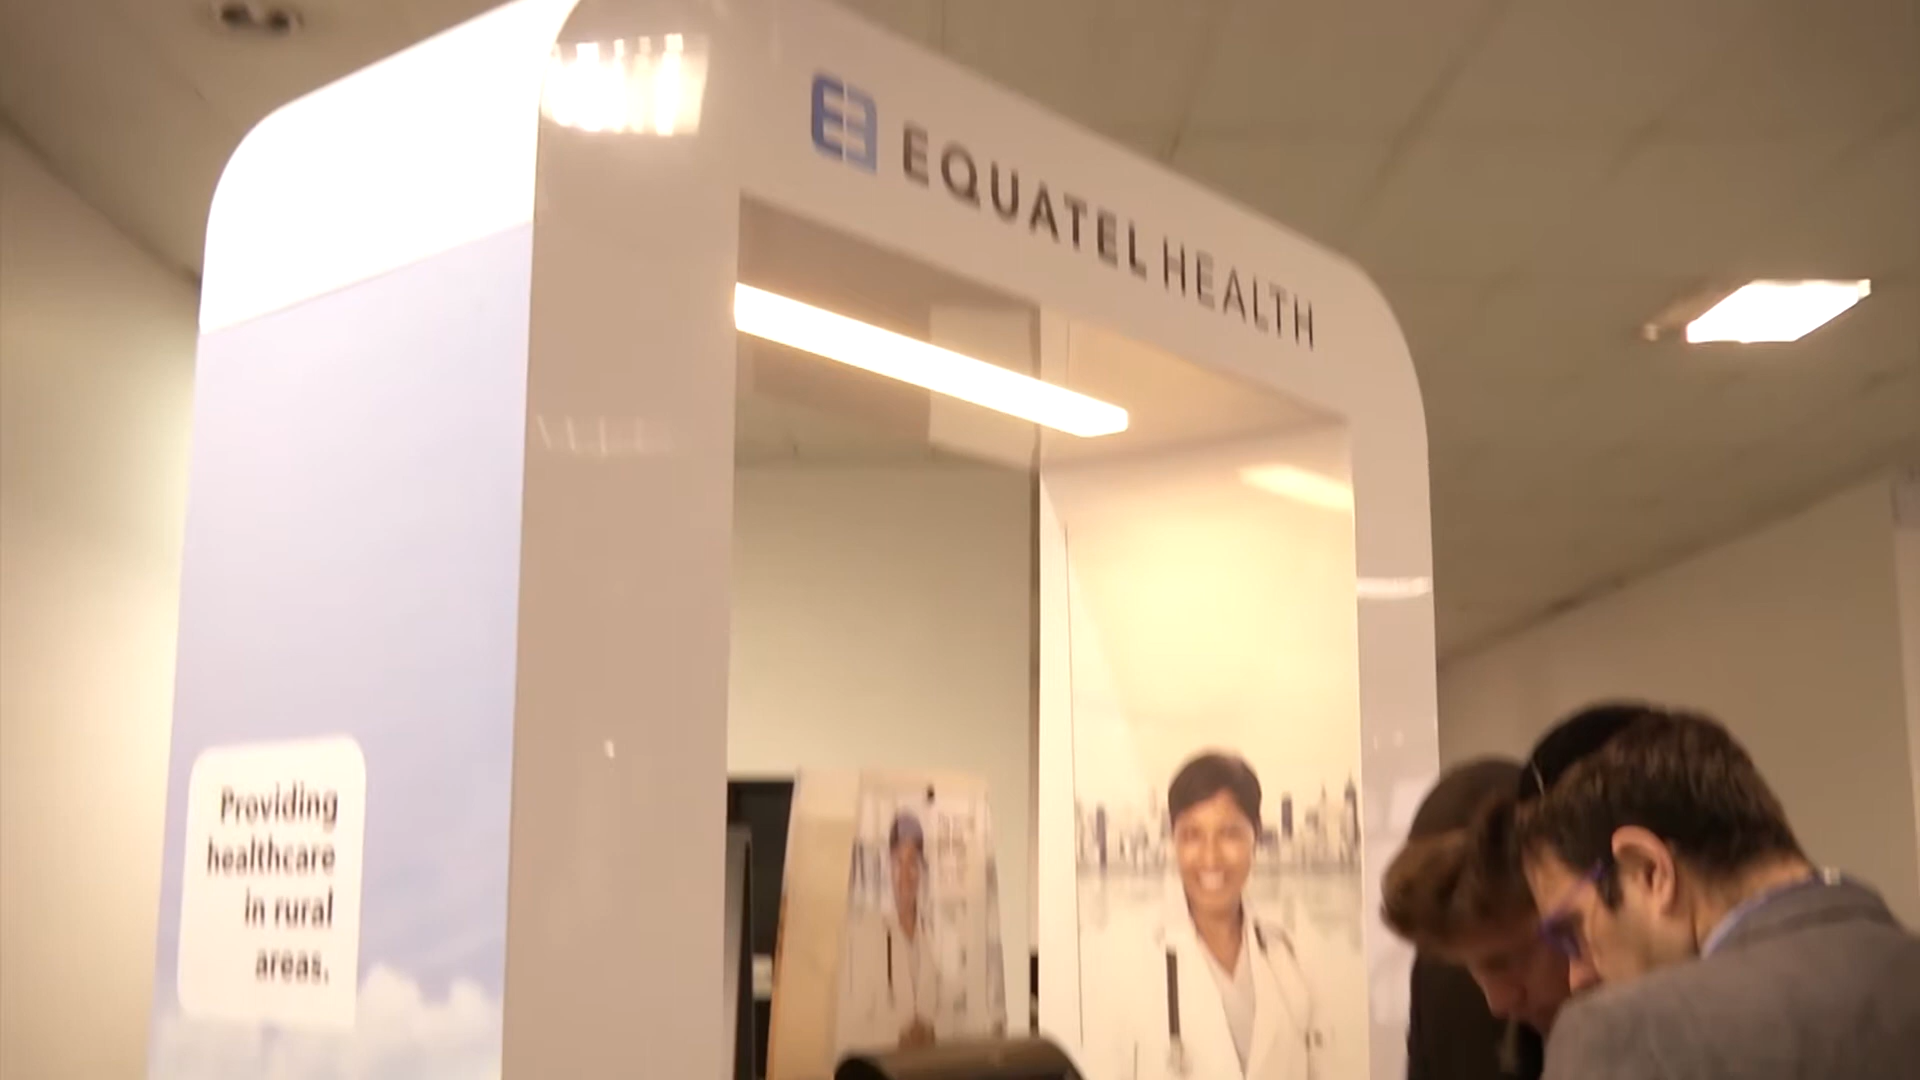 EQUATEL HEALTH
Providing
healthcare
in rural
areas.